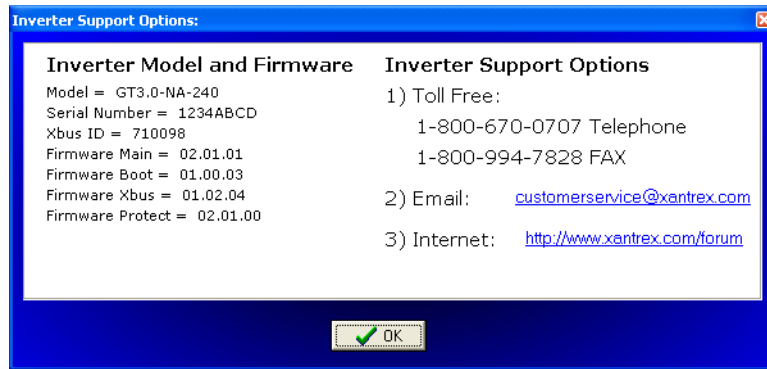 Inverter Support Options:
Inverter Model and Firmware
Model = GT3.0-NA-240
Serial Number = 1234ABCD
Xbus ID = 710098
Firmware Main = 02.01.01
Firmware Boot = 01.00.03
Firmware Xbus = 01.02.04
Firmware Protect = 02.01.00
Inverter Support Options
1) Toll Free:
1-800-670-0707 Telephone
1-800-994-7828 FAX
2) Email: customerservice@xantrex.com
3) Internet: http://www.xantrex.com/forum
OK